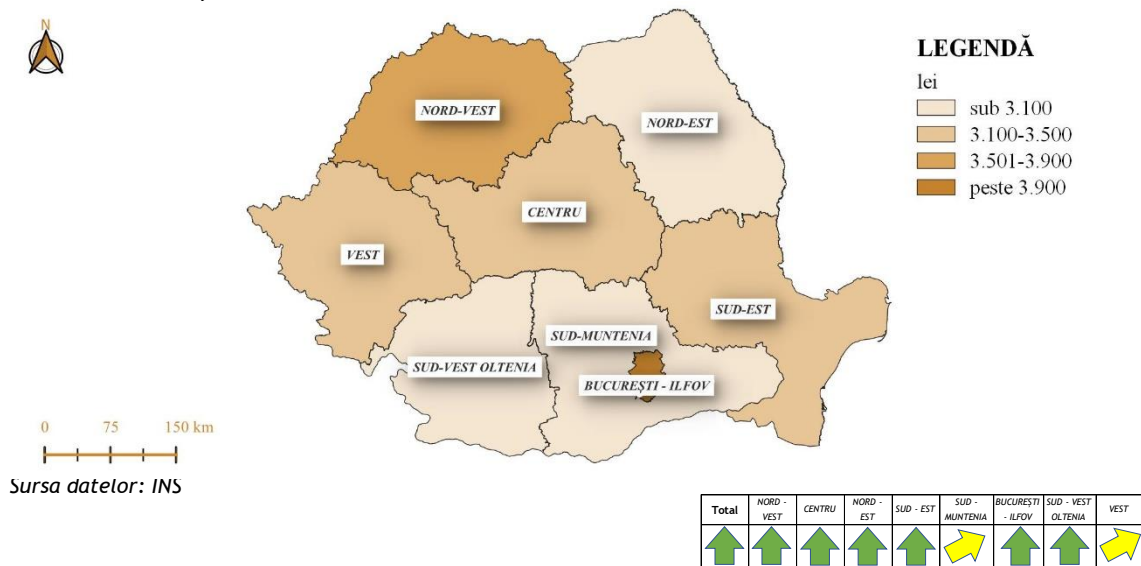 N
LEGENDĂ
lei
sub 3.100
3.100-3.500
3.501-3.900
peste 3.900
NORD-VEST
NORD-EST
CENTRU
VEST
SUD-EST
SUD-MUNTENIA
SUD-VEST OLTENIA
BUCUREȘTI - ILFOV
0 75 150 km
Sursa datelor: INS
Total NORD - VEST CENTRU NORD - EST SUD - EST SUD - MUNTENIA BUCUREȘTI - ILFOV SUD - VEST OLTENIA VEST